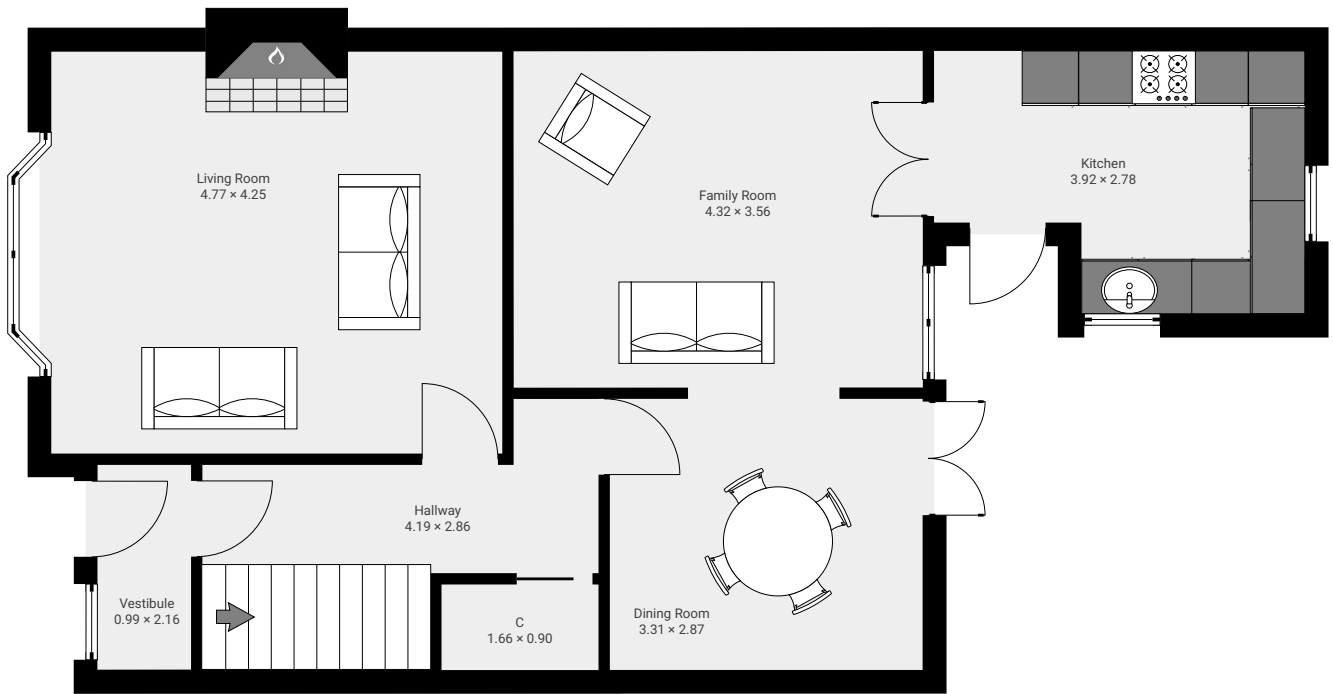 Living Room
4.77 × 4.25
Family Room
4.32 × 3.56
Kitchen
3.92 × 2.78
Hallway
4.19 × 2.86
Vestibule
0.99 × 2.16
C
1.66 × 0.90
Dining Room
3.31 × 2.87